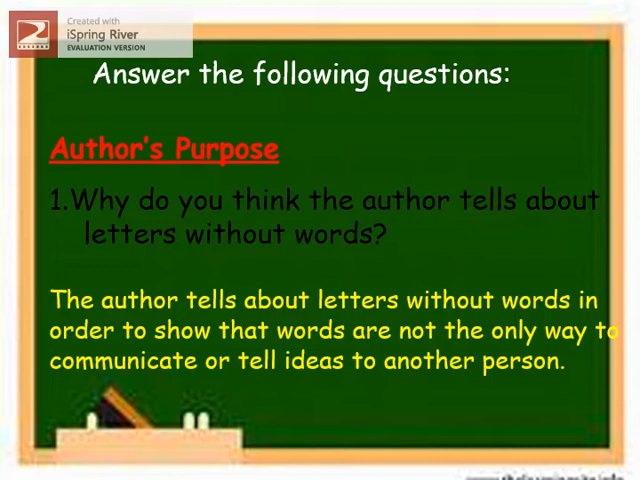 Created with
iSpring River
EVALUATION VERSION
Answer the following questions:
Author's Purpose
1.Why do you think the author tells about
letters without words?
The author tells about letters without words in
order to show that words are not the only way to
communicate or tell ideas to another person.